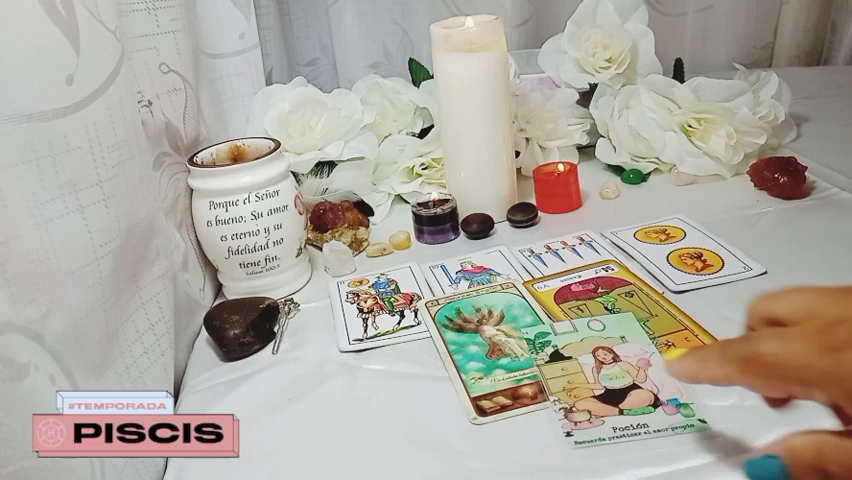 Porque el Señor
es bueno; Su amor
es eterno y su
fidelidad no
tiene fin.
Salmo 100:5
Poción
Recuerda practicar el amor propio
#TEMPORADA
PISCIS